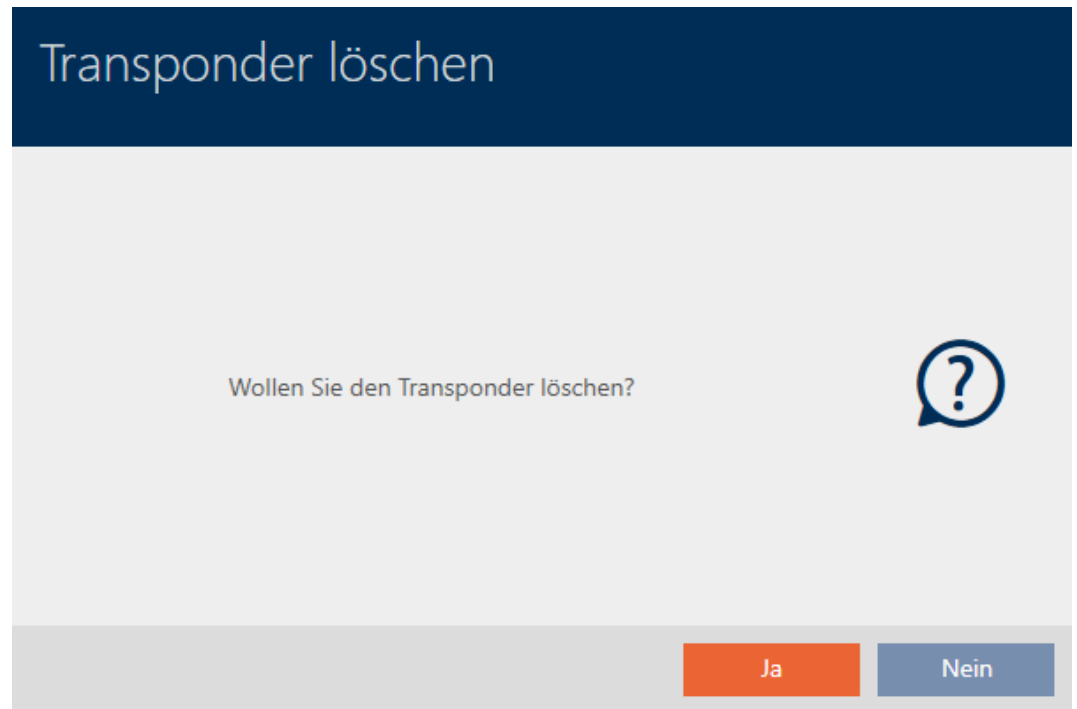 Transponder löschen
Wollen Sie den Transponder löschen?
?
Ja
Nein